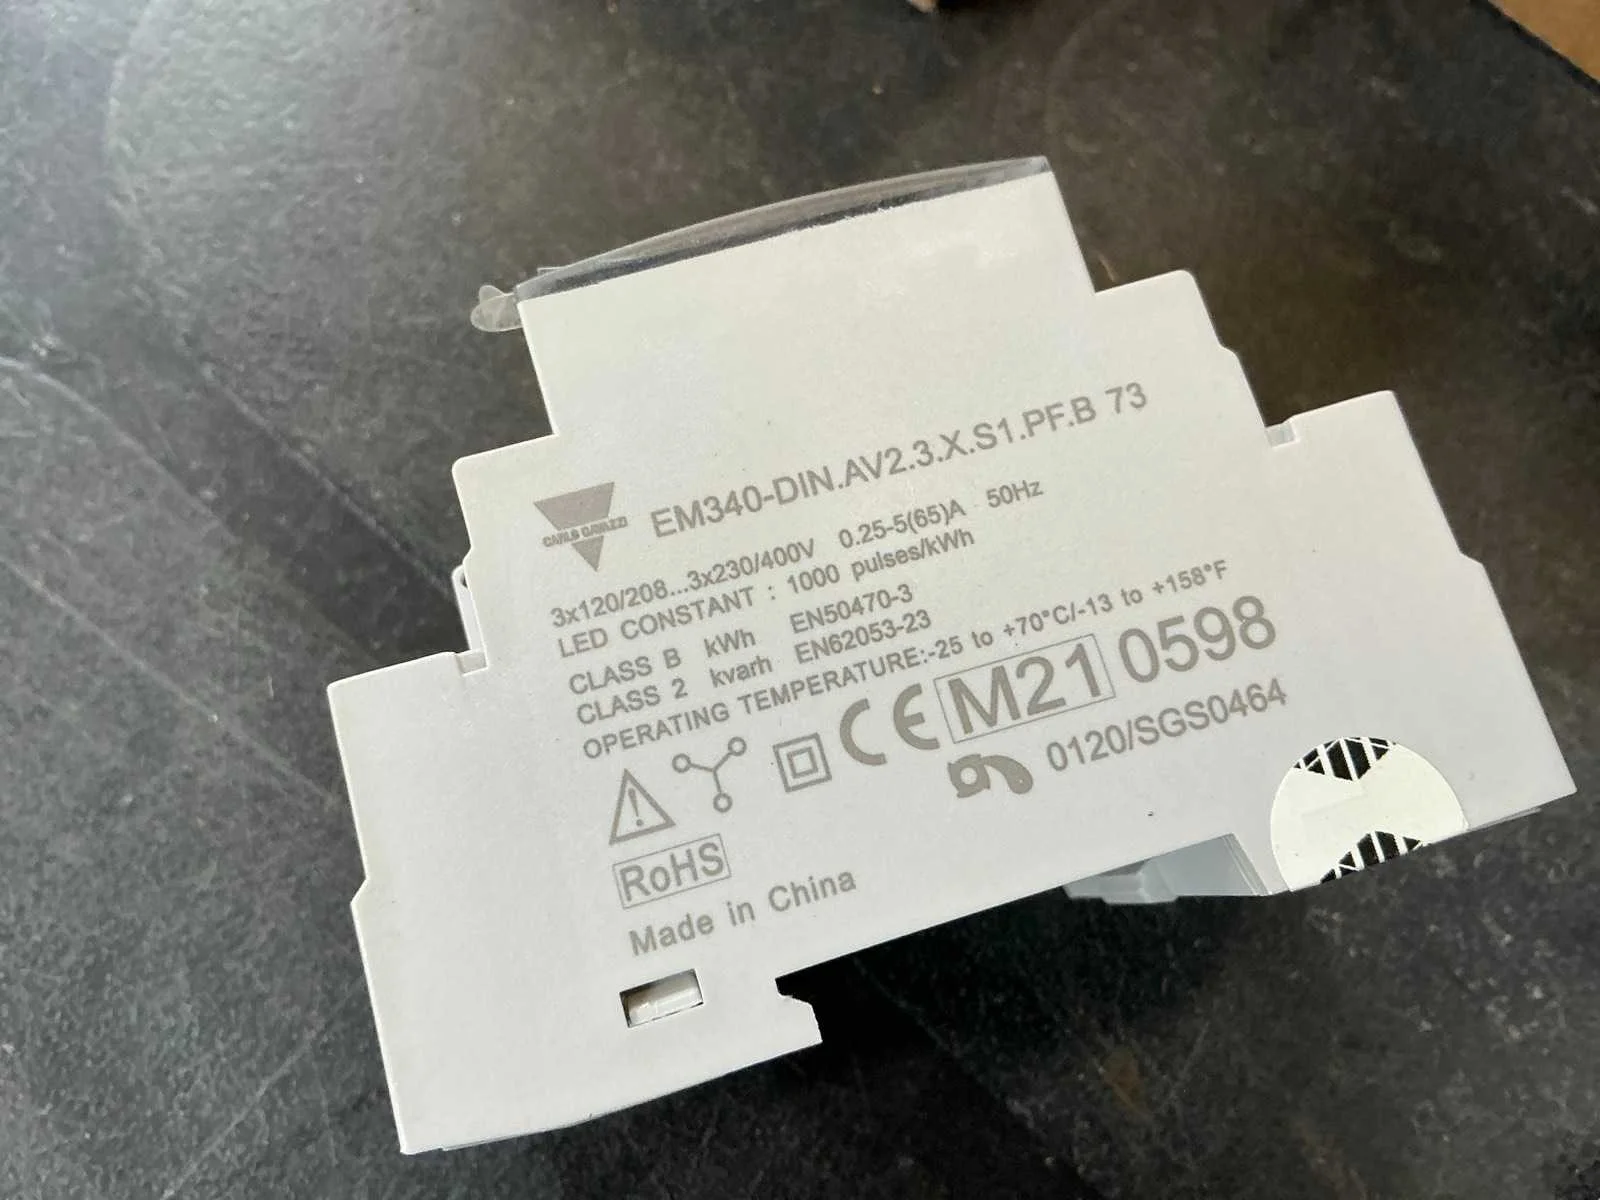 CARLO GAVAZZI
EM340-DIN.AV2.3.X.S1.PF.B 73
3x120/208...3x230/400V 0.25-5(65)A 50Hz
LED CONSTANT : 1000 pulses/kWh
CLASS B kWh EN50470-3
CLASS 2 kvarh EN62053-23
OPERATING TEMPERATURE:-25 to +70°C/-13 to +158°F
CE M21 0598
0120/SGS0464
RoHS
Made in China